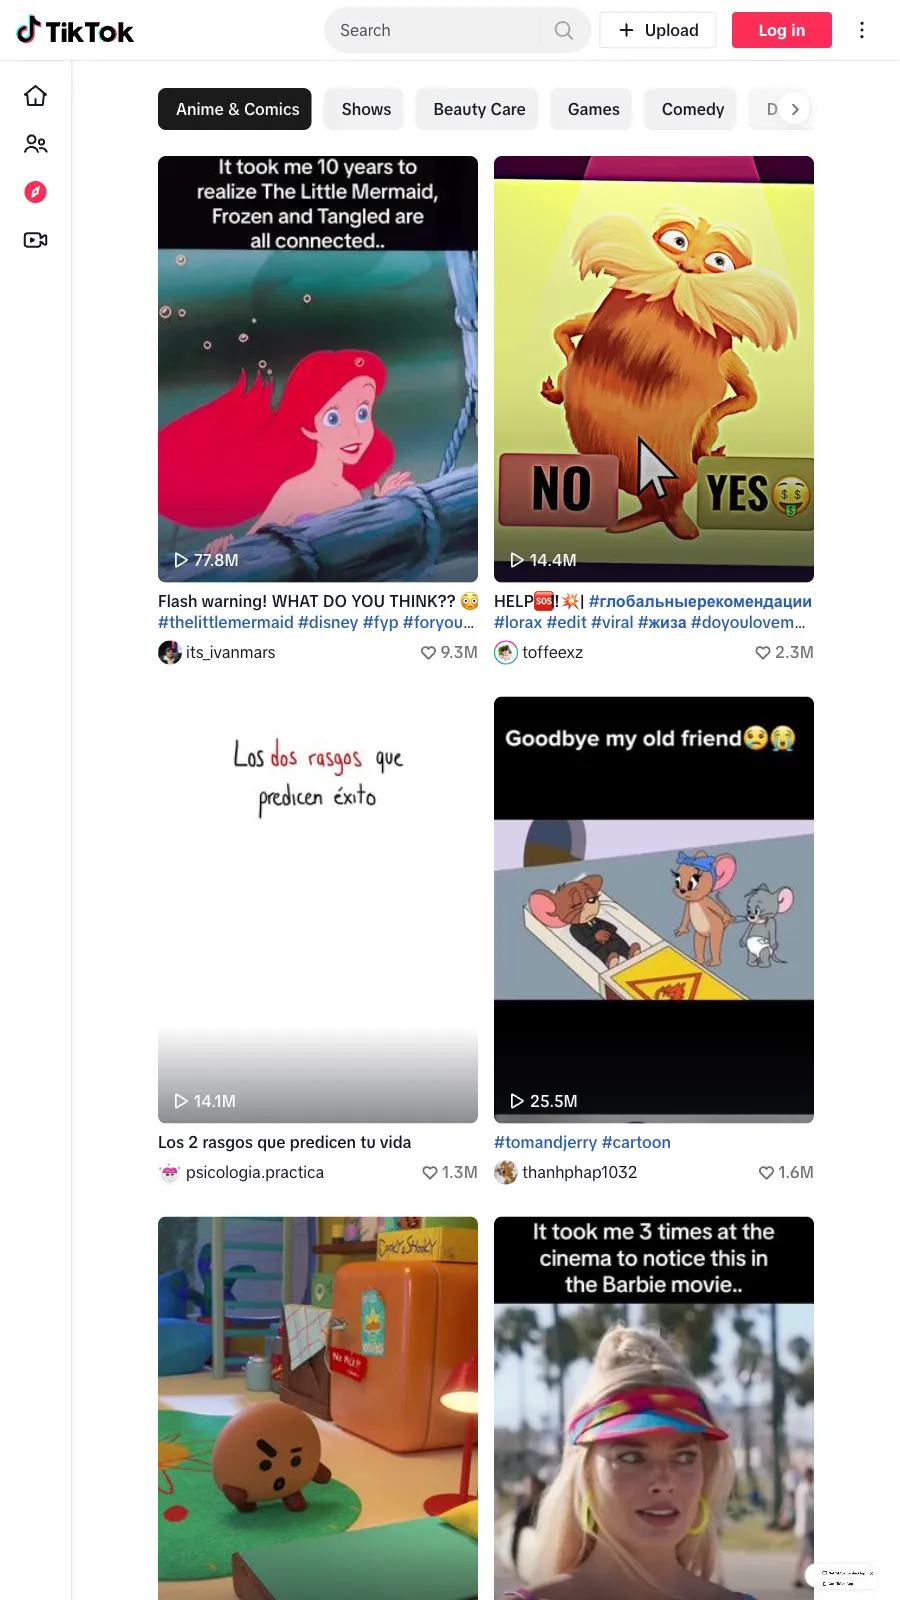 TikTok
Search
Upload
Log in
Anime & Comics
Shows
Beauty Care
Games
Comedy
D
It took me 10 years to
realize The Little Mermaid,
Frozen and Tangled are
all connected..
77.8M
Flash warning! WHAT DO YOU THINK?? 😳
#thelittlemermaid #disney #fyp #foryou...
its_ivanmars
9.3M
NO
YES🤑
14.4M
HELP🆘!💥| #глобальныерекомендации
#lorax #edit #viral #жиза #doyoulovem...
toffeexz
2.3M
Los dos rasgos que
predicen éxito
14.1M
Los 2 rasgos que predicen tu vida
psicologia.practica
1.3M
Goodbye my old friend😢😭
25.5M
#tomandjerry #cartoon
thanhphap1032
1.6M
It took me 3 times at the
cinema to notice this in
the Barbie movie..